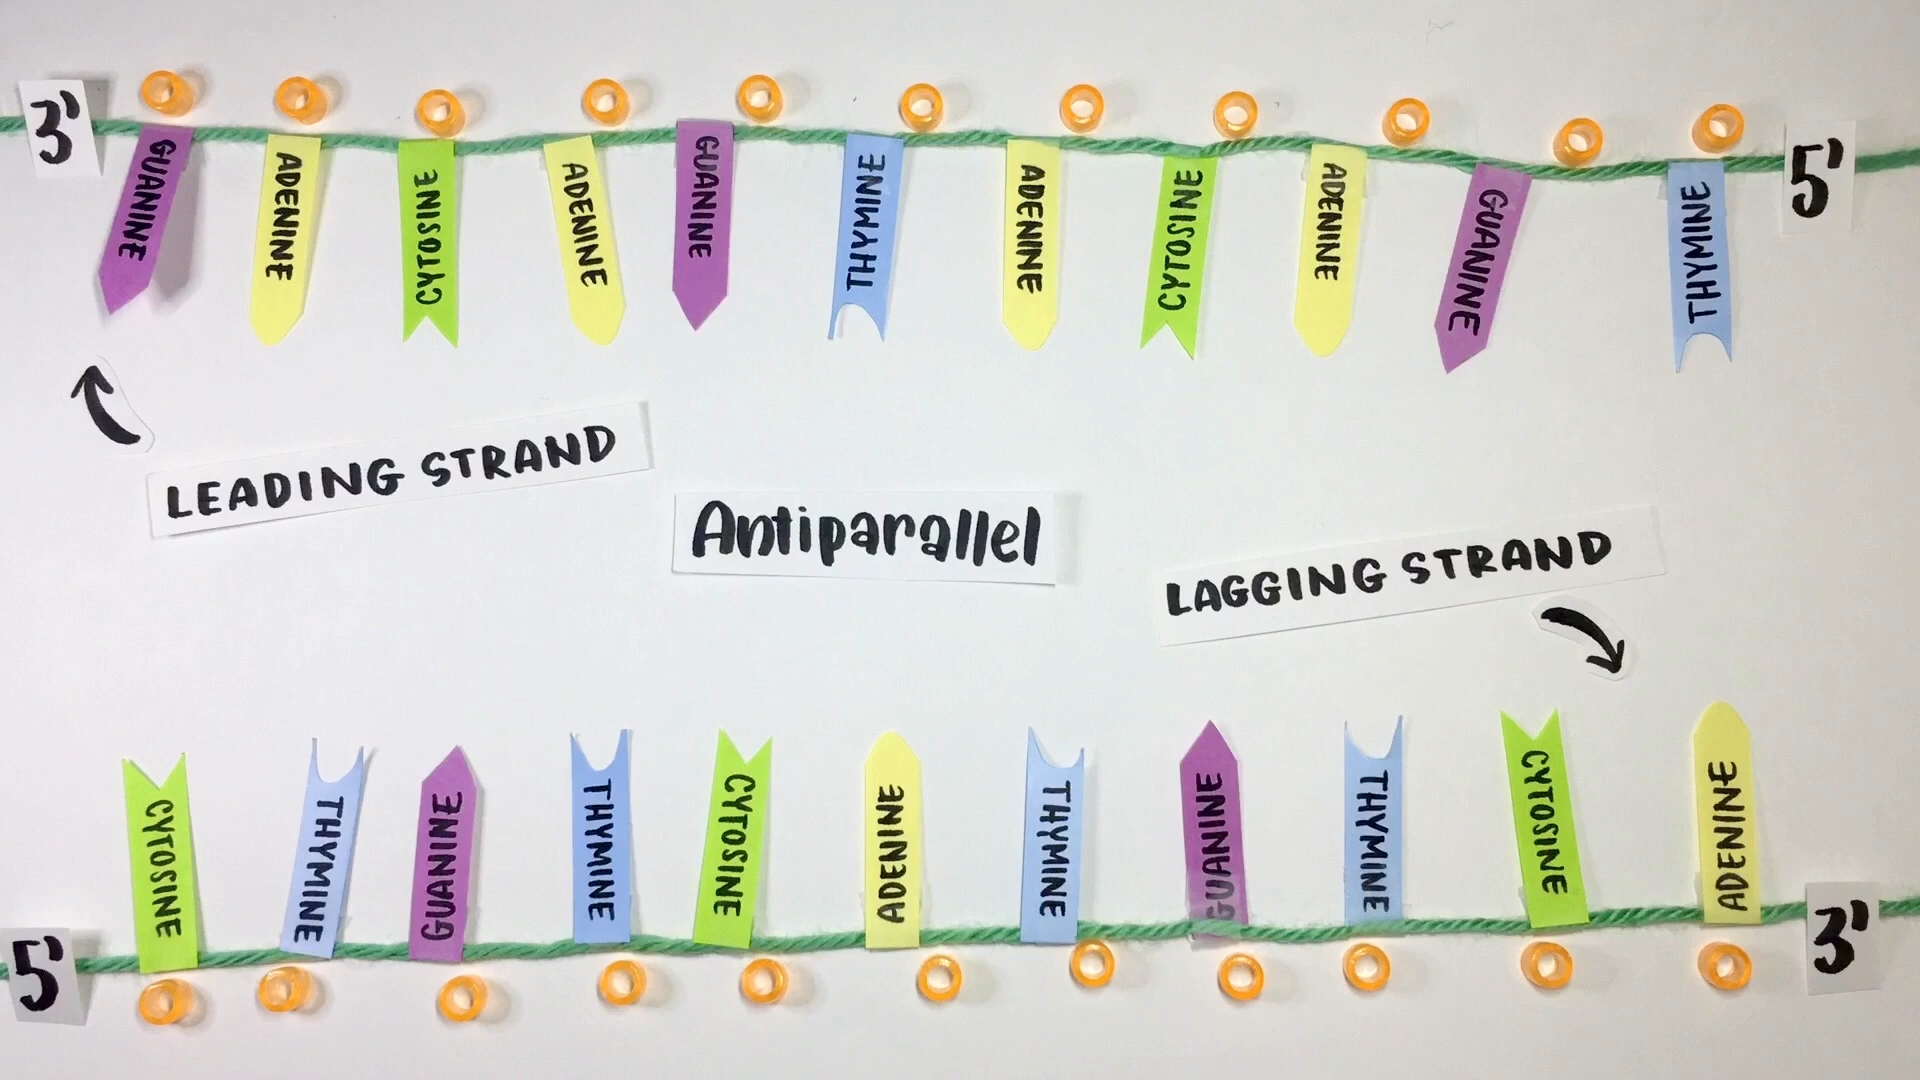 3'
GUANINE
ADENINE
CYTOSINE
ADENINE
GUANINE
THYMINE
ADENINE
CYTOSINE
ADENINE
GUANINE
THYMINE
5'
LEADING STRAND
Antiparallel
LAGGING STRAND
5'
CYTOSINE
THYMINE
GUANINE
THYMINE
CYTOSINE
ADENINE
THYMINE
GUANINE
THYMINE
CYTOSINE
ADENINE
3'